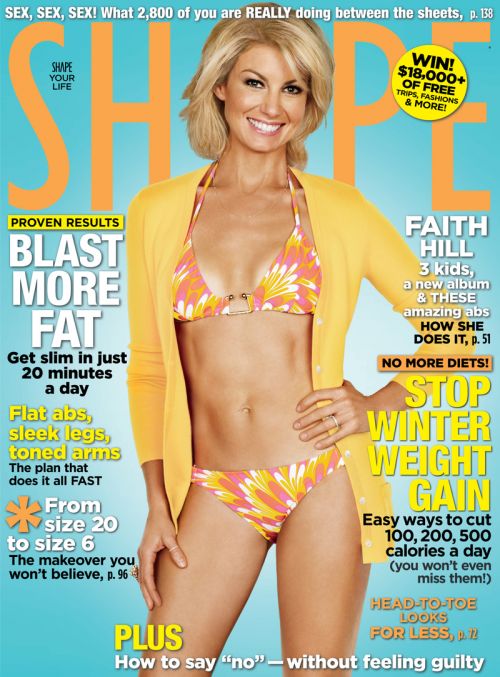 SEX, SEX, SEX! What 2,800 of you are REALLY doing between the sheets, p. 138
SHAPE
YOUR
LIFE
SHAPE
WIN!
$18,000+
OF FREE
TRIPS, FASHIONS
& MORE!
PROVEN RESULTS
BLAST
MORE
FAT
Get slim in just
20 minutes
a day
Flat abs,
sleek legs,
toned arms
The plan that
does it all FAST
*From
size 20
to size 6
The makeover you
won't believe, p. 96
FAITH
HILL
3 kids,
a new album
& THESE
amazing abs
HOW SHE
DOES IT, p. 51
NO MORE DIETS!
STOP
WINTER
WEIGHT
GAIN
Easy ways to cut
100, 200, 500
calories a day
(you won't even
miss them!)
HEAD-TO-TOE
LOOKS
FOR LESS, p. 72
PLUS
How to say "no"—without feeling guilty